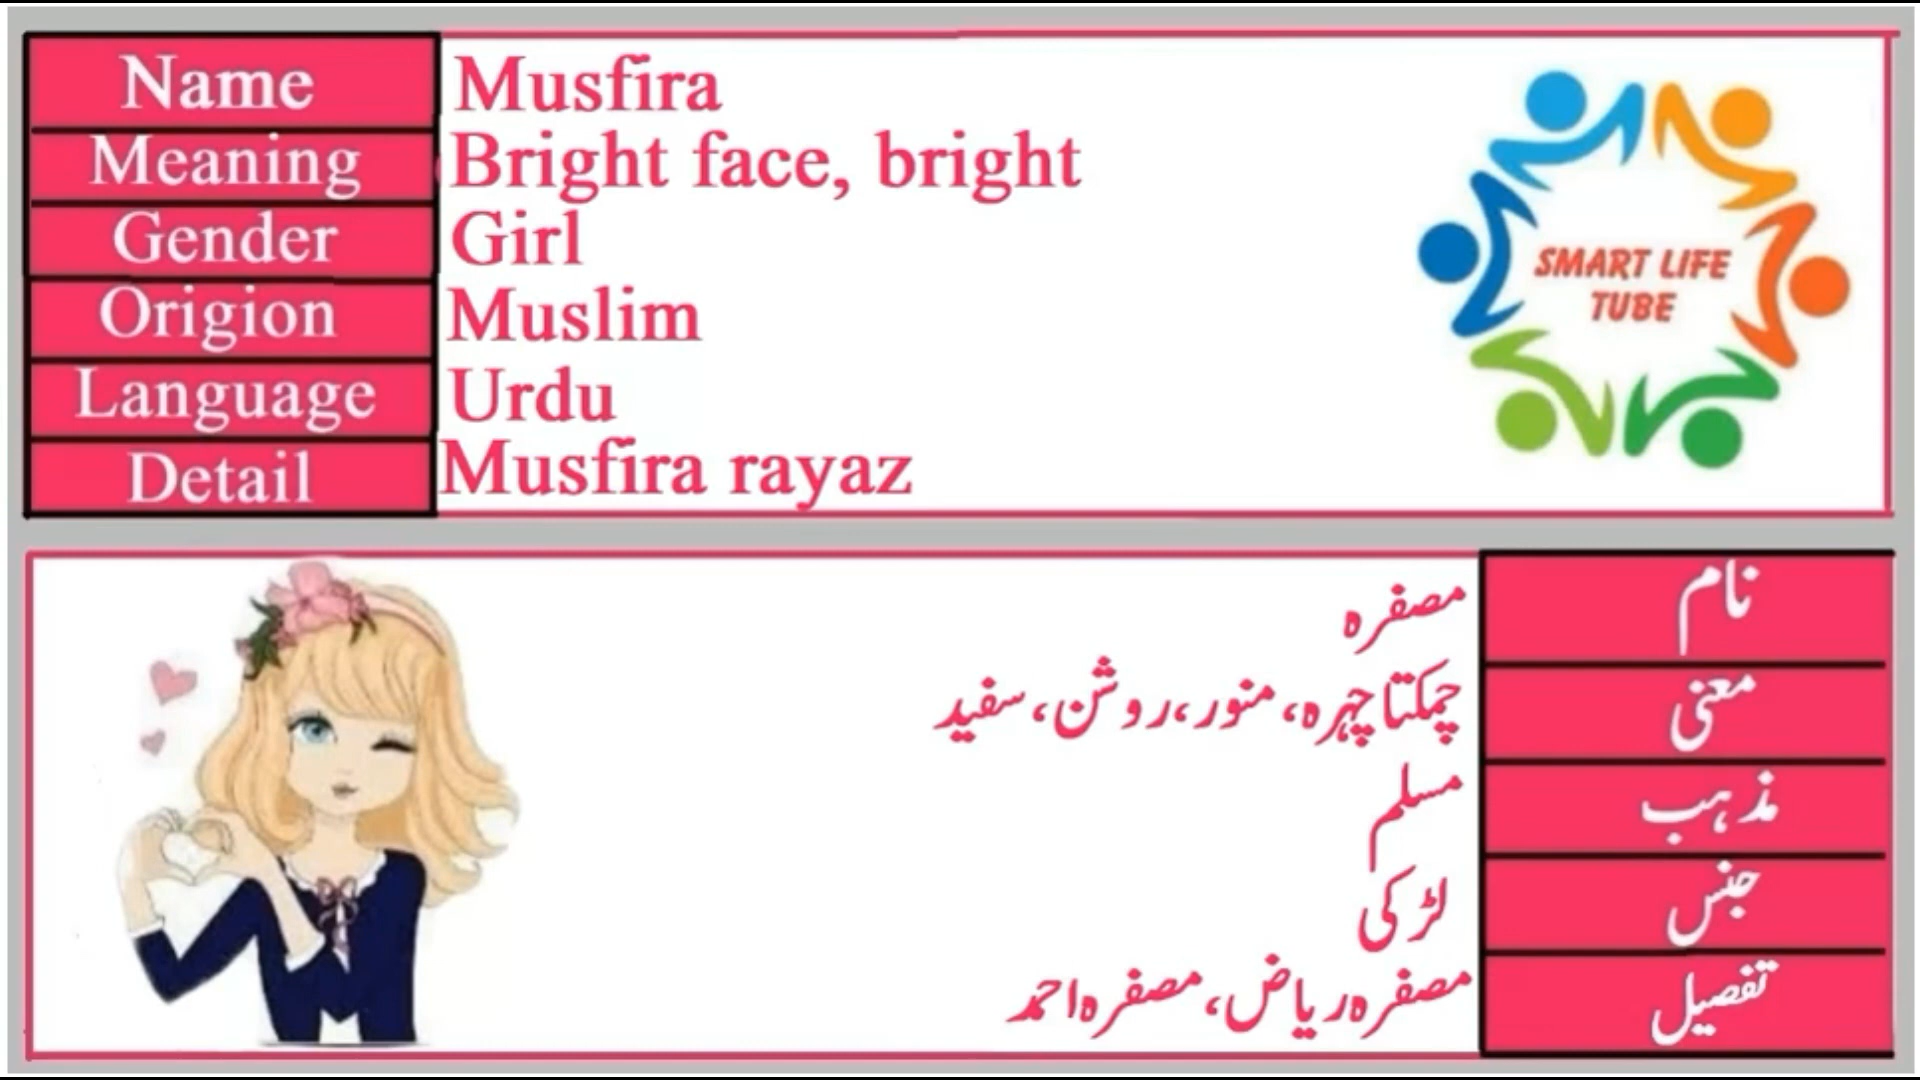 Name Musfira
Meaning Bright face, bright
Gender Girl
Origion Muslim
Language Urdu
Detail Musfira rayaz
SMART LIFE
TUBE
نام مصفرہ
معنی چمکتا چہرہ، منور، روشن، سفید
مذہب مسلم
جنس لڑکی
تفصیل مصفرہ ریاض، مصفرہ احمد